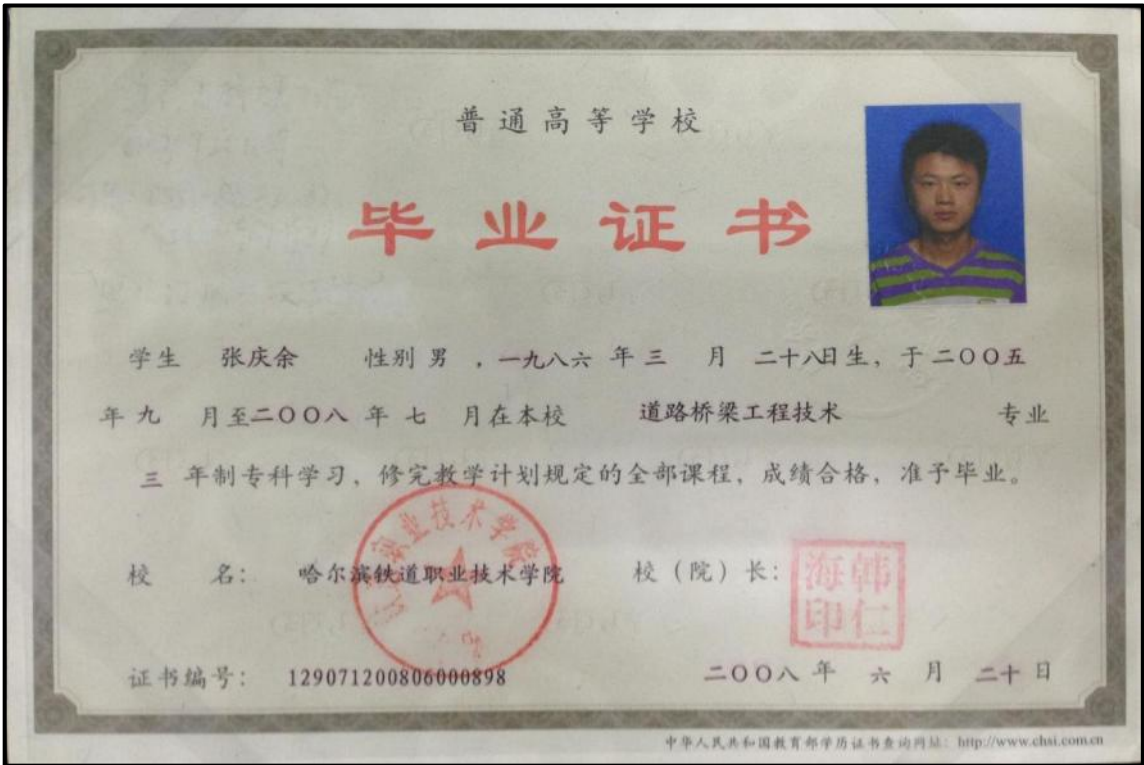 普通高等学校
毕业证书
学生 张庆余 性别 男 ,一九八六 年 三 月 二十八日生, 于二〇〇五
年 九 月至二〇〇八 年 七 月在本校 道路桥梁工程技术 专业
三 年制专科学习, 修完教学计划规定的全部课程, 成绩合格, 准予毕业。
职业技术学院
校 名: 哈尔滨铁道职业技术学院 校(院)长:
韩仁海印
证书编号: 129071200806000898 二〇〇八 年 六 月 二十 日
中华人民共和国教育部学历证书查询网址: http://www.chsi.com.cn